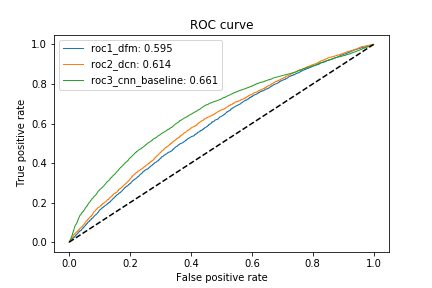 ROC curve
roc1_dfm: 0.595
roc2_dcn: 0.614
roc3_cnn_baseline: 0.661
1.0
0.8
0.6
0.4
0.2
0.0
True positive rate
0.0 0.2 0.4 0.6 0.8 1.0
False positive rate